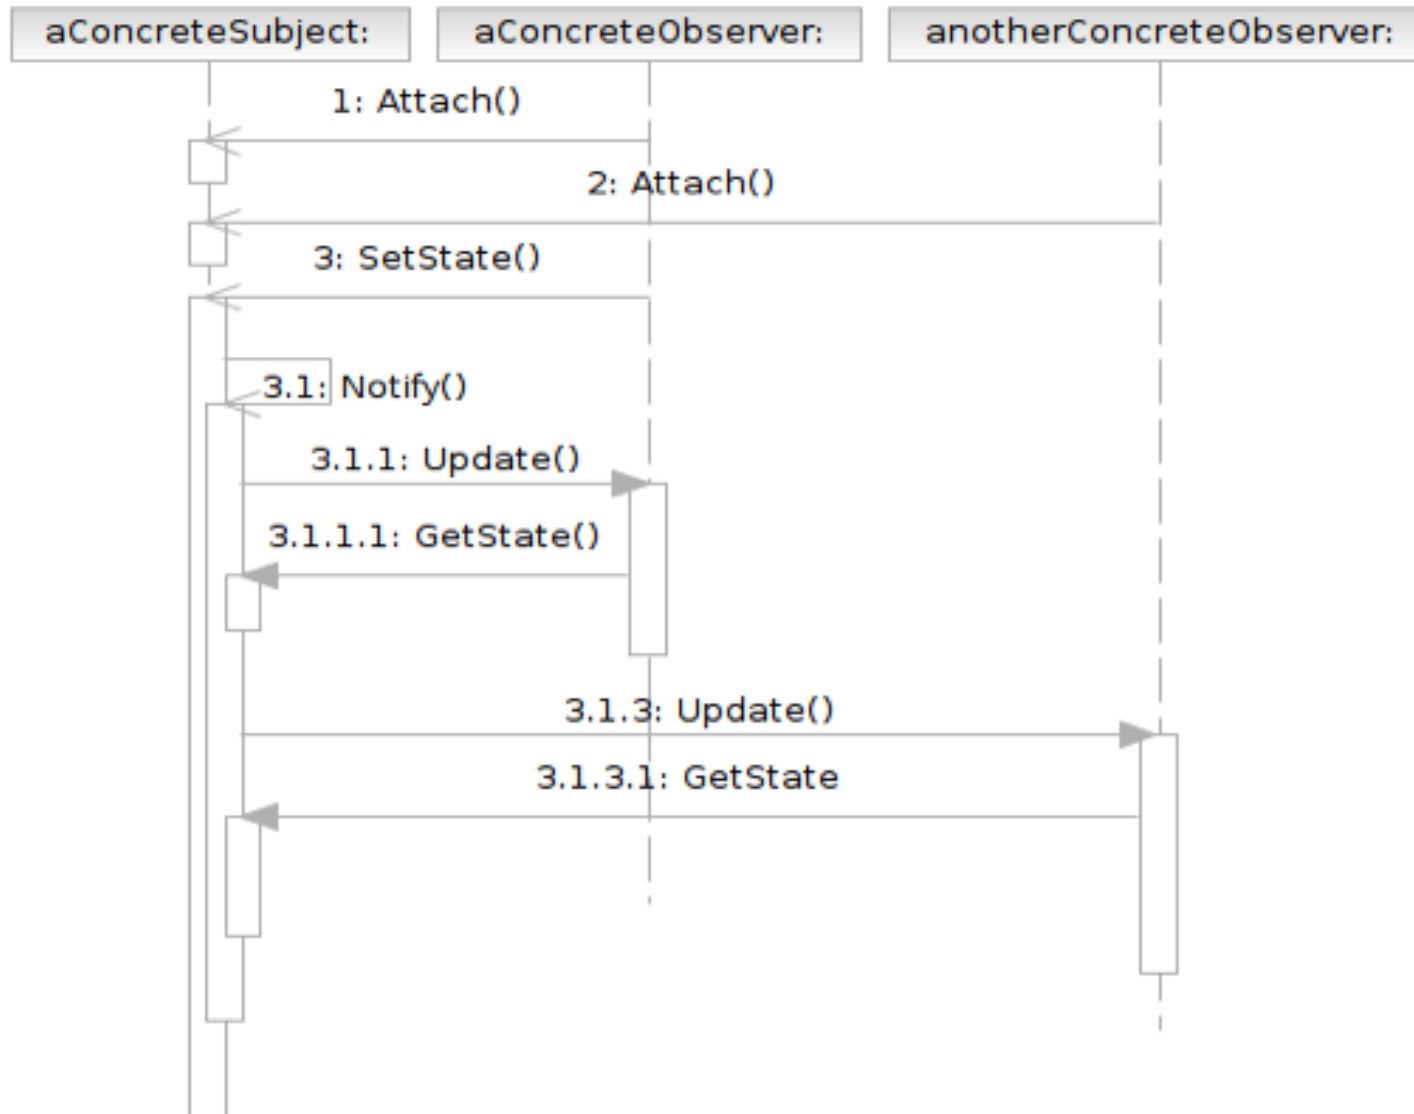 aConcreteSubject:
aConcreteObserver:
anotherConcreteObserver:
1: Attach()
2: Attach()
3: SetState()
3.1: Notify()
3.1.1: Update()
3.1.1.1: GetState()
3.1.3: Update()
3.1.3.1: GetState